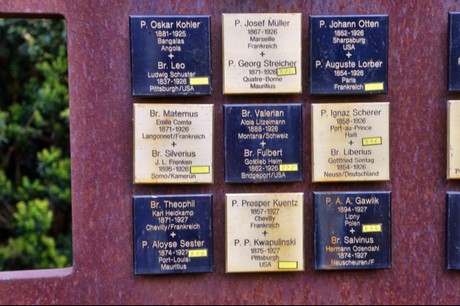 P. Oskar Kohler
1881-1925
Bangalas
Angola
+
Br. Leo
Ludwig Schuster
1837-1926
Pittsburg/USA
P. Josef Müller
1867-1926
Marseille
Frankreich
+
P. Georg Streicher
1871-1926
Quatre-Borne
Mauritius
P. Johann Otten
1862-1926
Sharpsburg
USA
+
P. Auguste Lorber
1854-1926
Paris
Frankreich
Br. Maternus
Emile Comte
1871-1926
Langonnet/Frankreich
+
Br. Silverius
J. L. Fronken
1895-1926
Somo/Kamerun
Br. Valerian
Alois Litzelmann
1888-1926
Montana/Schweiz
+
Br. Fulbert
Gottlieb Heim
1862-1926
Bridgeport/USA
P. Ignaz Scherer
1858-1926
Port-au-Prince
Haiti
+
Br. Liberius
Gottfried Sontag
1854-1926
Neuss/Deutschland
Br. Theophil
Karl Heidkamp
1871-1927
Chevilly/Frankreich
+
P. Aloyse Sester
1874-1927
Port-Louis
Mauritius
P. Prosper Kuentz
1857-1927
Chevilly
Frankreich
+
P. P. Kwapulinski
1875-1927
Pittsburgh
USA
P. A. A. Gawlik
1894-1927
Lipny
Polen
+
Br. Salvinus
Hermann Odendahl
1874-1927
Neuscheuren/F